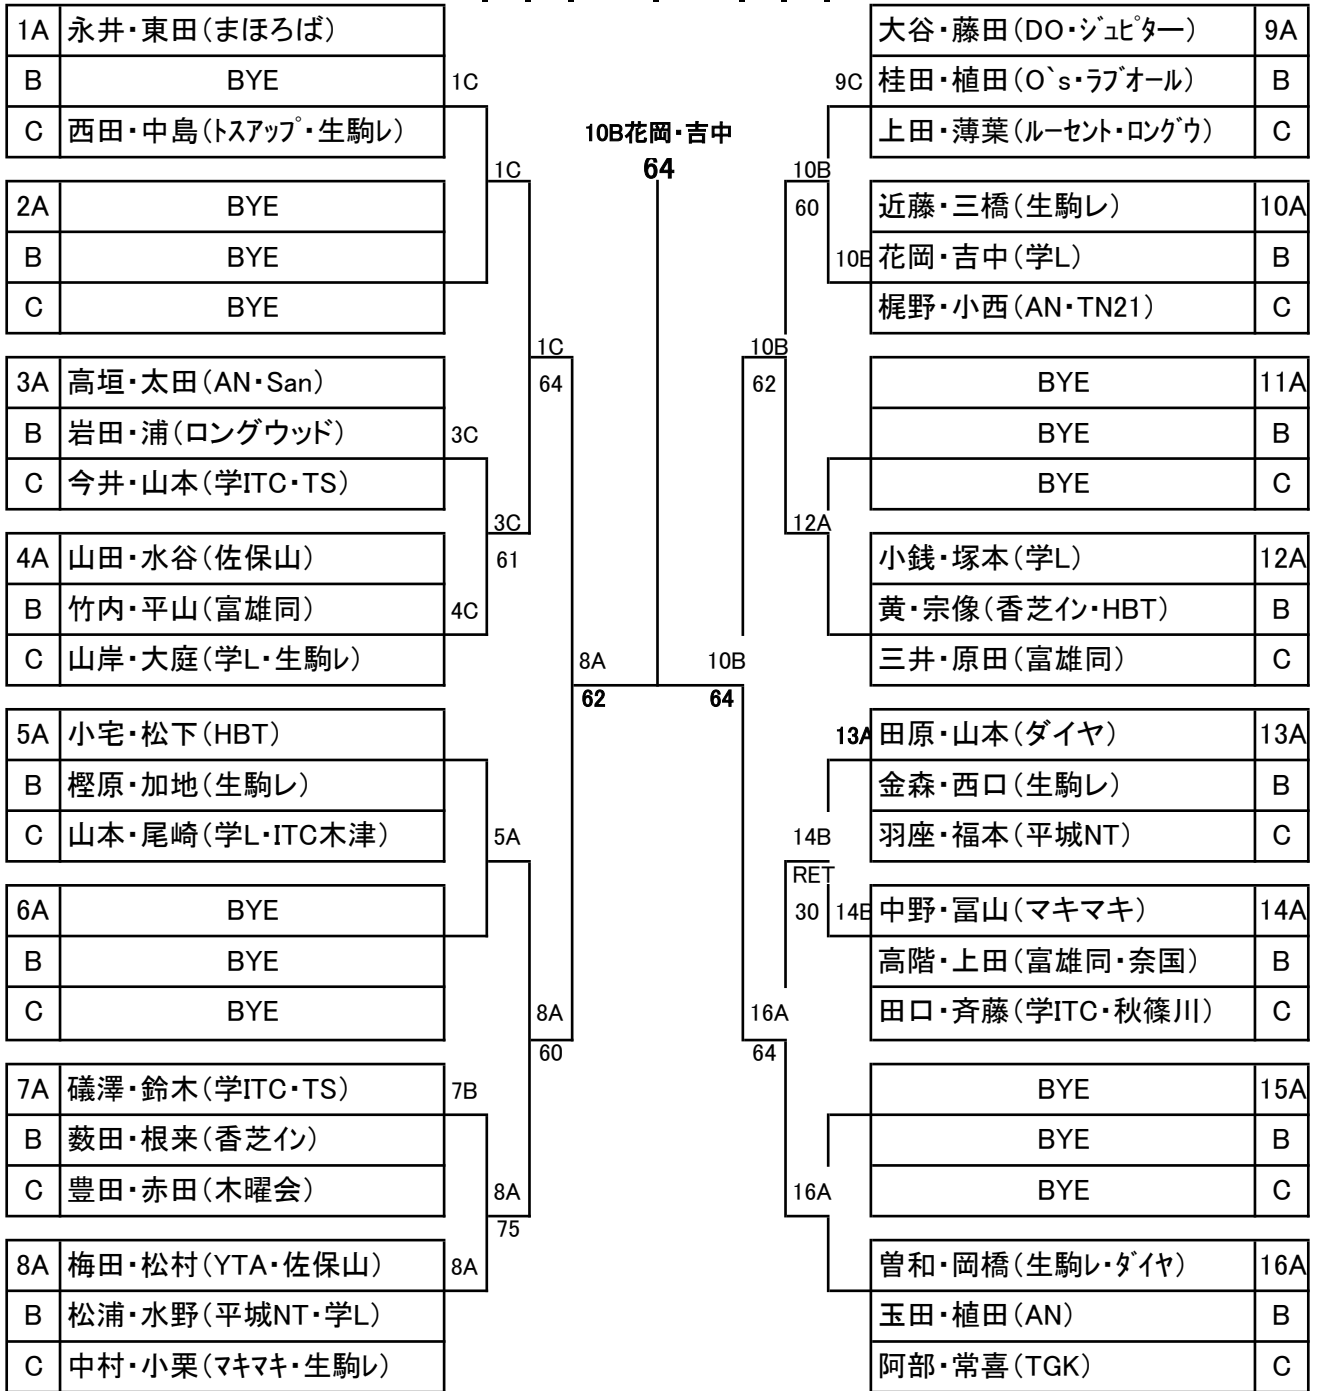 1A 永井・東田(まほろば)
B BYE
C 西田・中島(トスアップ・生駒レ)
2A BYE
B BYE
C BYE
3A 高垣・太田(AN・San)
B 岩田・浦(ロングウッド)
C 今井・山本(学ITC・TS)
4A 山田・水谷(佐保山)
B 竹内・平山(富雄同)
C 山岸・大庭(学L・生駒レ)
5A 小宅・松下(HBT)
B 樫原・加地(生駒レ)
C 山本・尾崎(学L・ITC木津)
6A BYE
B BYE
C BYE
7A 礒澤・鈴木(学ITC・TS)
B 薮田・根来(香芝イン)
C 豊田・赤田(木曜会)
8A 梅田・松村(YTA・佐保山)
B 松浦・水野(平城NT・学L)
C 中村・小栗(マキマキ・生駒レ)
1C
3C
4C
7B
8A
1C
3C
61
5A
8A
75
1C
64
8A
60
8A
62
10B花岡・吉中
64
10B
64
10B
62
16A
64
10B
60
12A
14B
RET
30
16A
9C
10B
13A
14B
大谷・藤田(DO・ジュピター) 9A
桂田・植田(O`s・ラブオール) B
上田・薄葉(ルーセント・ロングウ) C
近藤・三橋(生駒レ) 10A
花岡・吉中(学L) B
梶野・小西(AN・TN21) C
BYE 11A
BYE B
BYE C
小銭・塚本(学L) 12A
黄・宗像(香芝イン・HBT) B
三井・原田(富雄同) C
田原・山本(ダイヤ) 13A
金森・西口(生駒レ) B
羽座・福本(平城NT) C
中野・冨山(マキマキ) 14A
高階・上田(富雄同・奈国) B
田口・斉藤(学ITC・秋篠川) C
BYE 15A
BYE B
BYE C
曽和・岡橋(生駒レ・ダイヤ) 16A
玉田・植田(AN) B
阿部・常喜(TGK) C